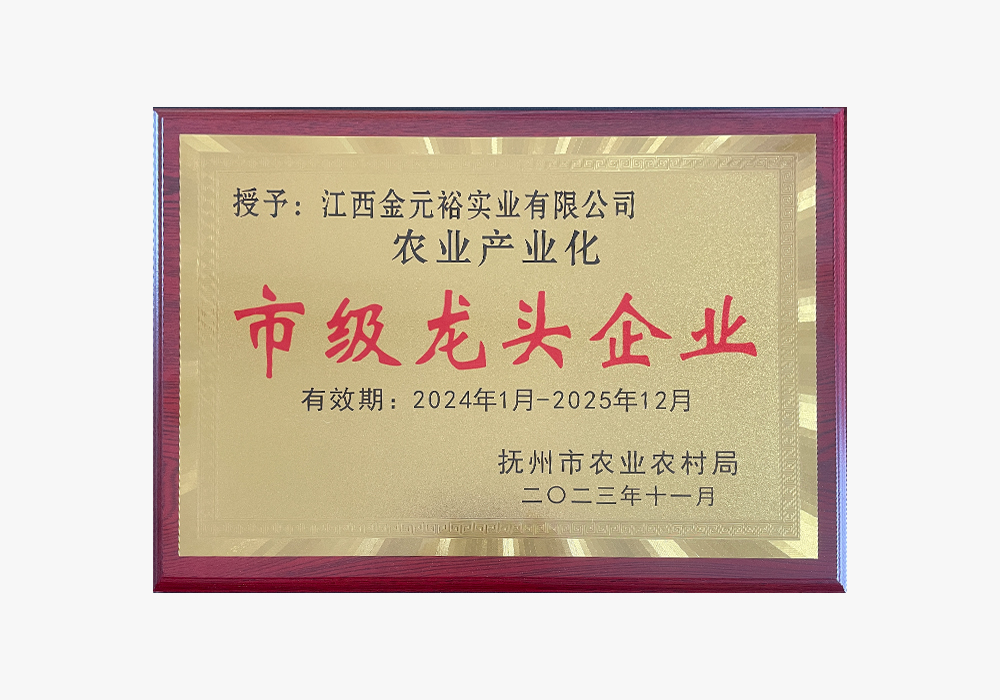 授予：江西金元裕实业有限公司
农业产业化
市级龙头企业
有效期：2024年1月-2025年12月
抚州市农业农村局
二〇二三年十一月